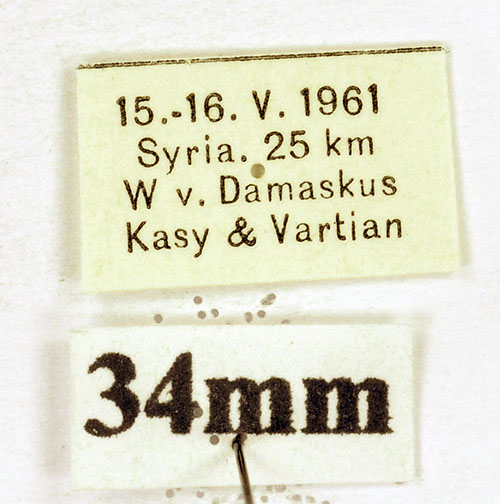 15.-16. V. 1961
Syria. 25 km
W v. Damaskus
Kasy & Vartian
34mm